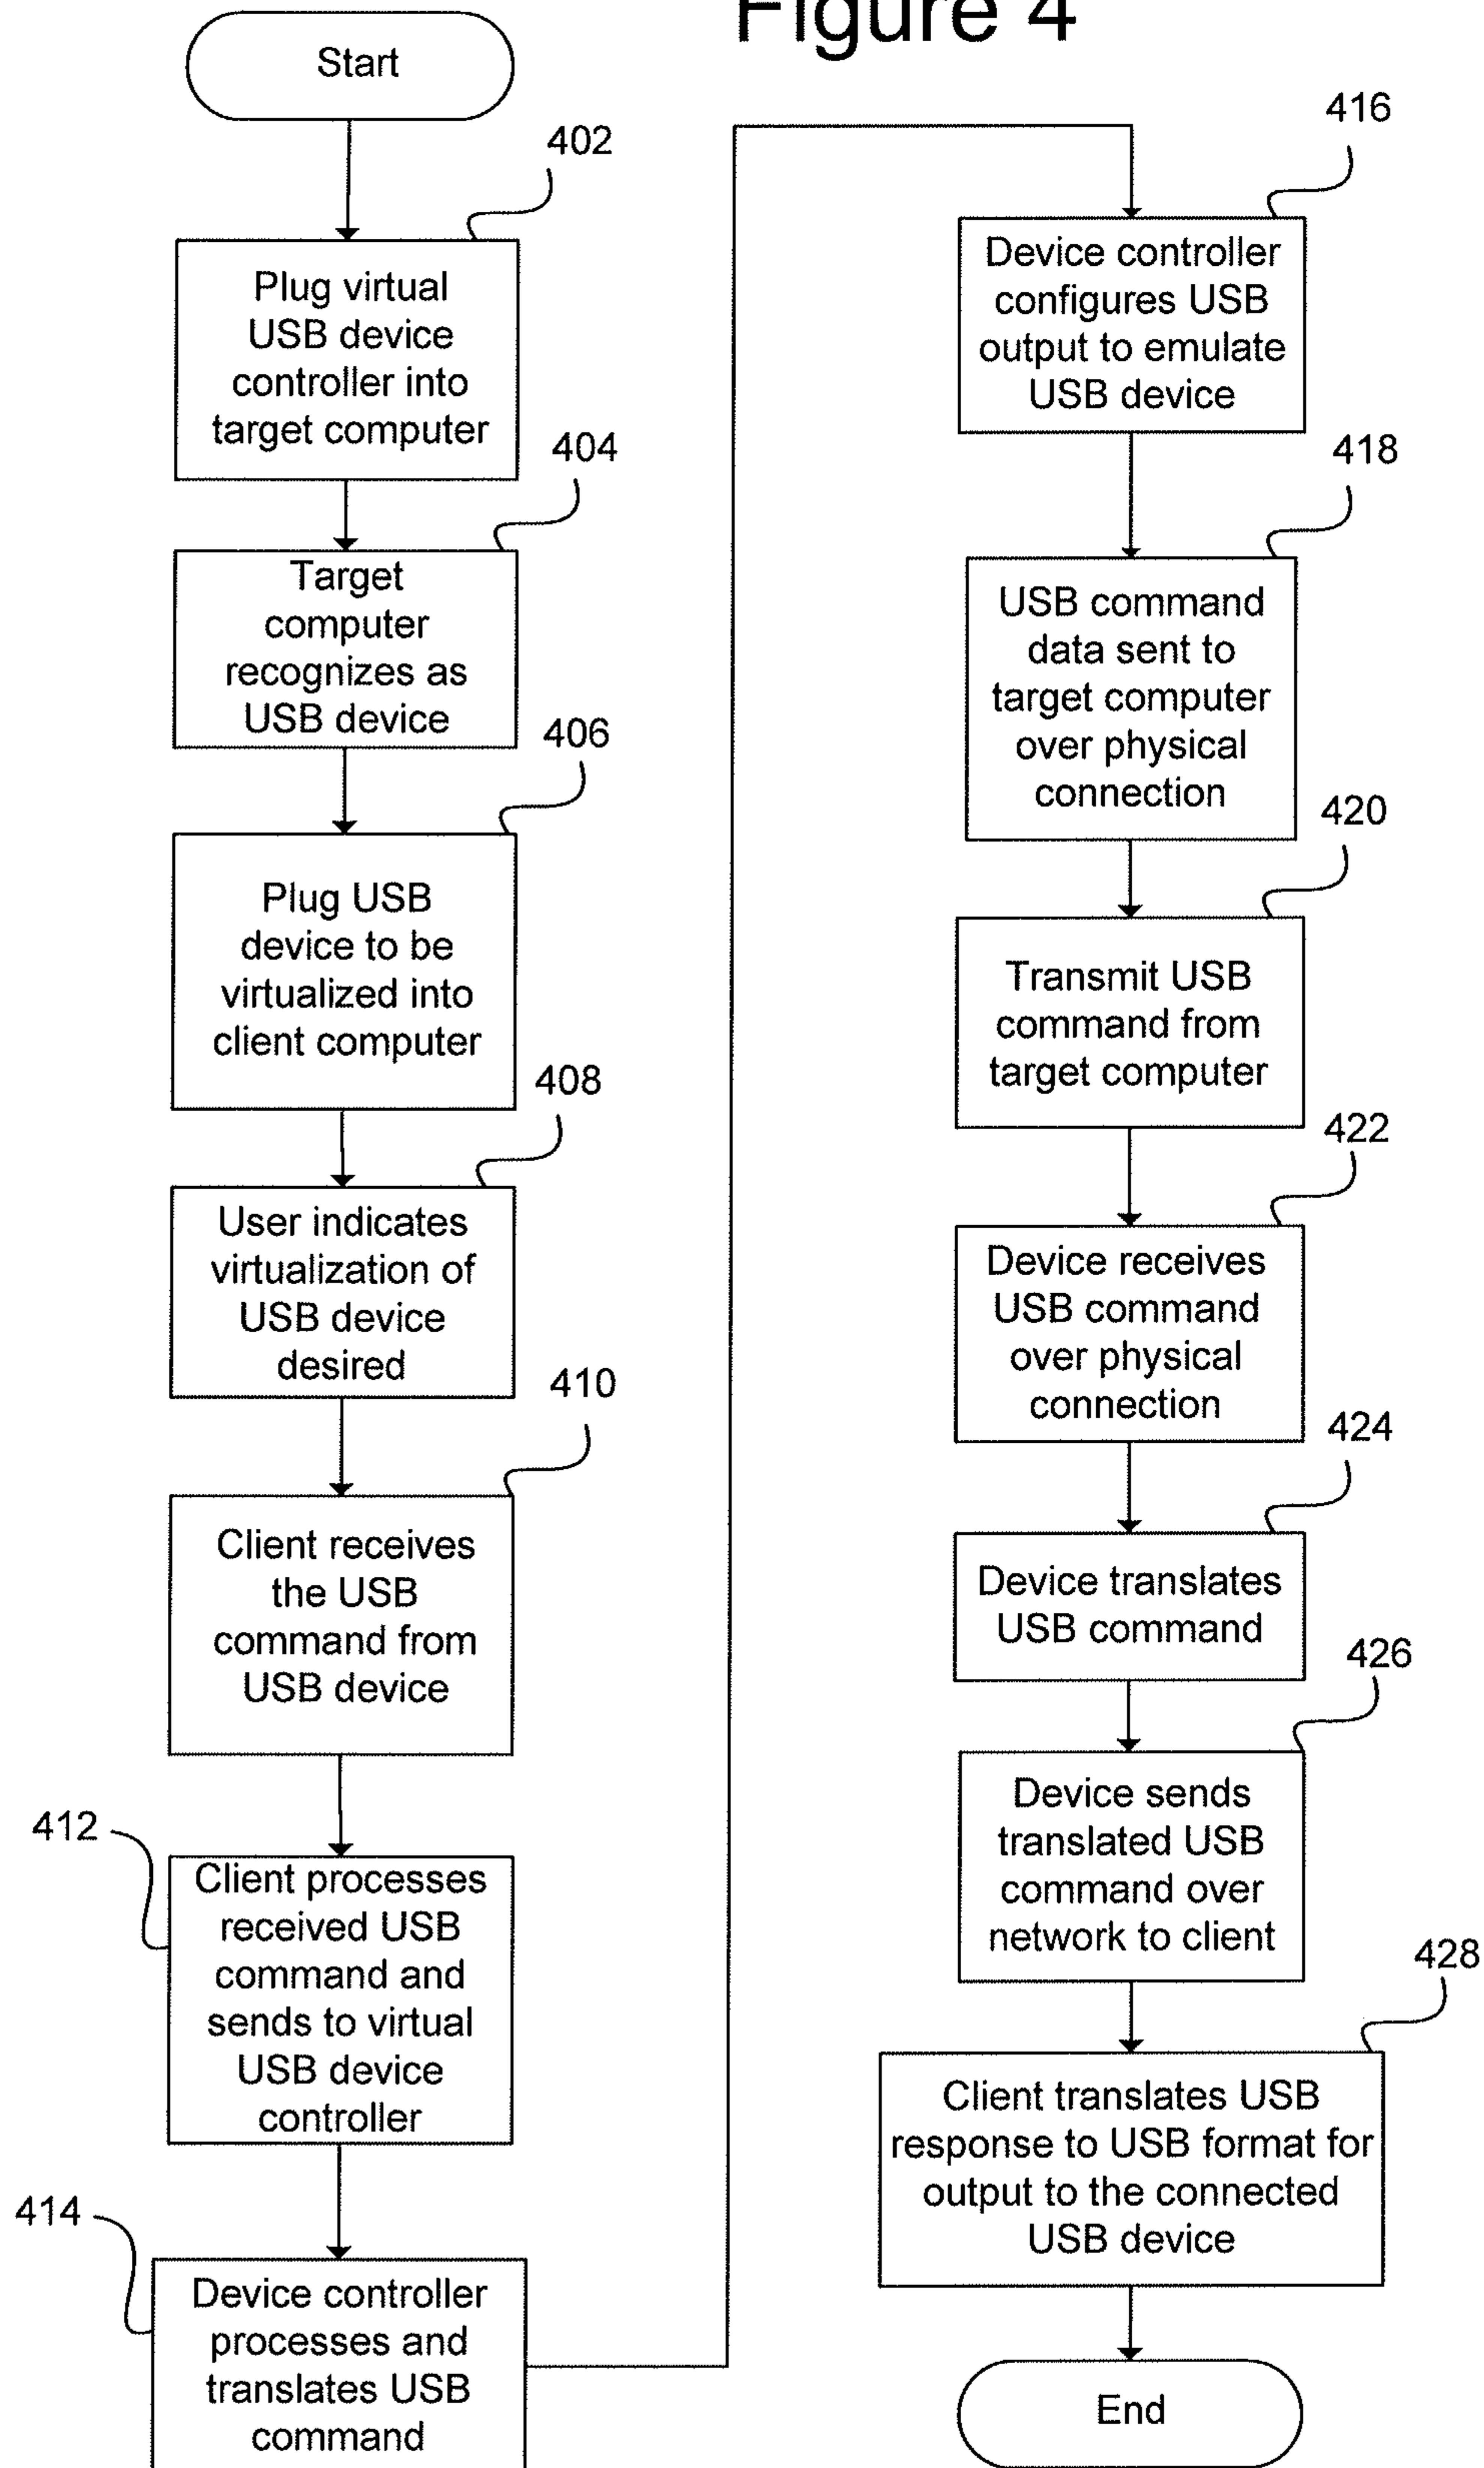 Figure 4
Start
402
Plug virtual
USB device
controller into
target computer
404
Target
computer
recognizes as
USB device
406
Plug USB
device to be
virtualized into
client computer
408
User indicates
virtualization of
USB device
desired
410
Client receives
the USB
command from
USB device
412
Client processes
received USB
command and
sends to virtual
USB device
controller
414
Device controller
processes and
translates USB
command
416
Device controller
configures USB
output to emulate
USB device
418
USB command
data sent to
target computer
over physical
connection
420
Transmit USB
command from
target computer
422
Device receives
USB command
over physical
connection
424
Device translates
USB command
426
Device sends
translated USB
command over
network to client
428
Client translates USB
response to USB format for
output to the connected
USB device
End